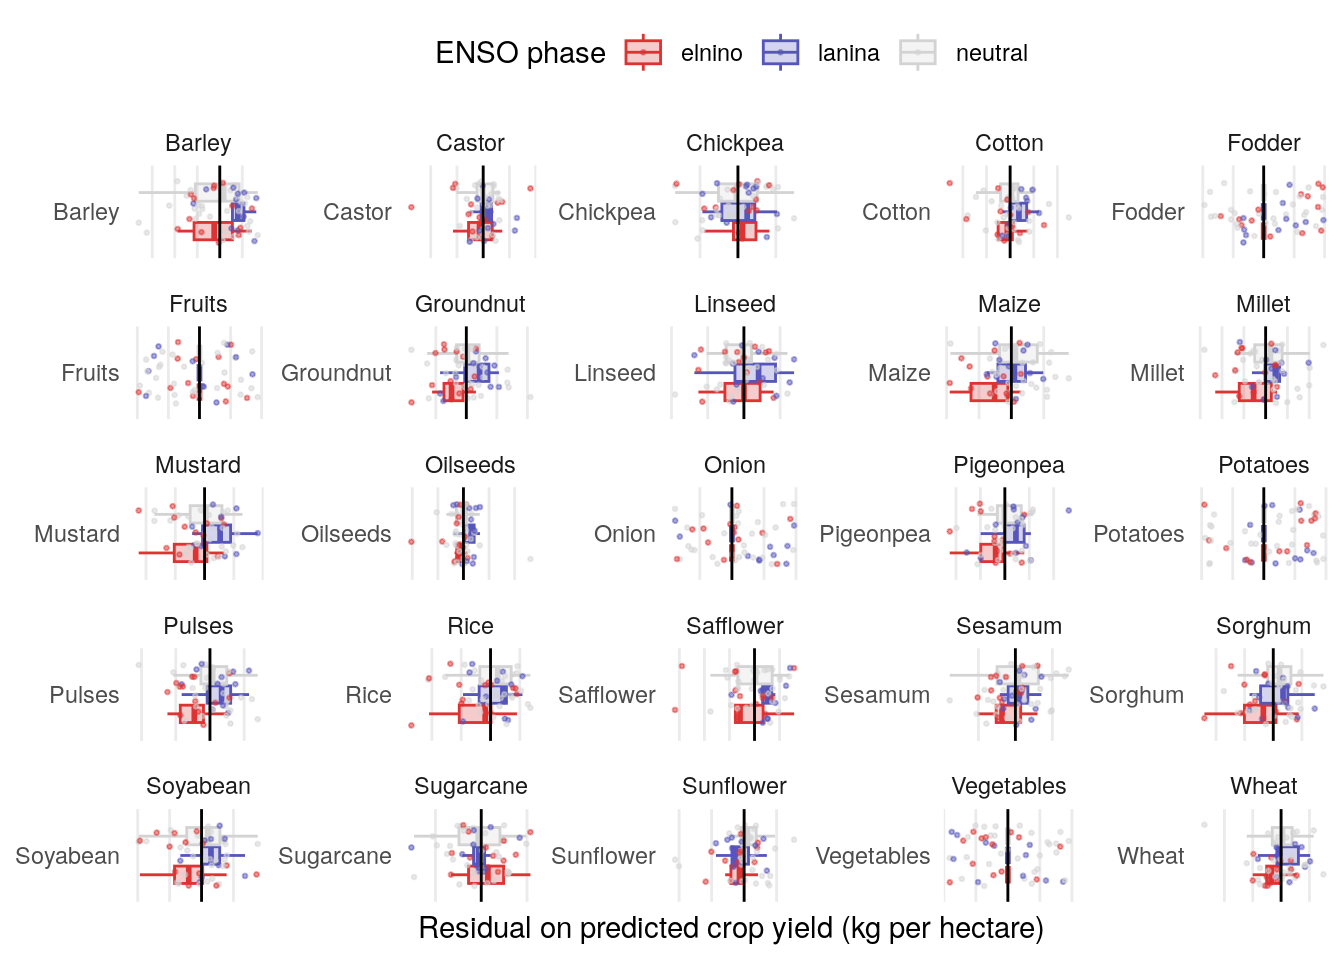 ENSO phase elnino lanina neutral
Barley Castor Chickpea Cotton Fodder
Barley Castor Chickpea Cotton Fodder
Fruits Groundnut Linseed Maize Millet
Fruits Groundnut Linseed Maize Millet
Mustard Oilseeds Onion Pigeonpea Potatoes
Mustard Oilseeds Onion Pigeonpea Potatoes
Pulses Rice Safflower Sesamum Sorghum
Pulses Rice Safflower Sesamum Sorghum
Soyabean Sugarcane Sunflower Vegetables Wheat
Soyabean Sugarcane Sunflower Vegetables Wheat
Residual on predicted crop yield (kg per hectare)